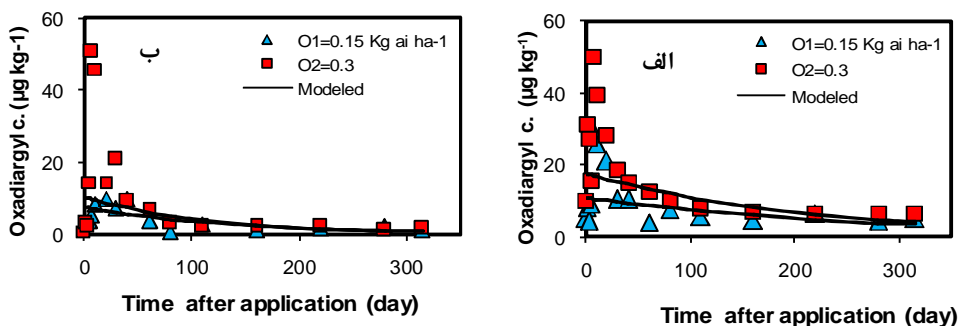 Oxadiargyl c. (µg kg-1)
60
40
20
0
ب
O1=0.15 Kg ai ha-1
O2=0.3
Modeled
0 100 200 300
Time after application (day)
Oxadiargyl c. (µg kg-1)
60
40
20
0
الف
O1=0.15 Kg ai ha-1
O2=0.3
Modeled
0 100 200 300
Time after application (day)